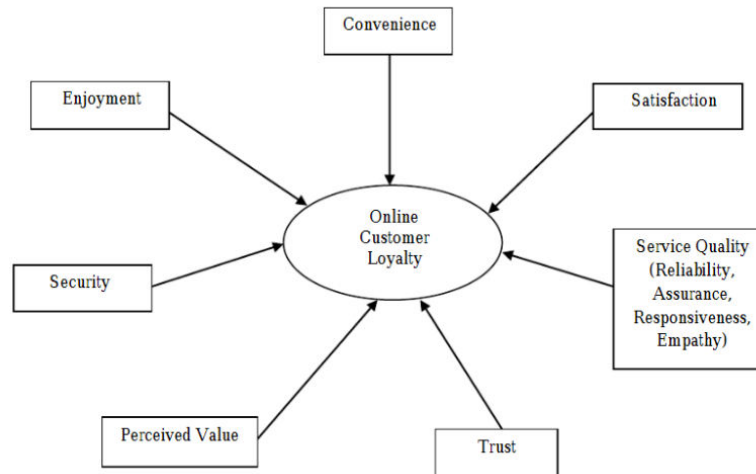 Convenience
Enjoyment
Satisfaction
Online
Customer
Loyalty
Service Quality
(Reliability,
Assurance,
Responsiveness,
Empathy)
Security
Perceived Value
Trust